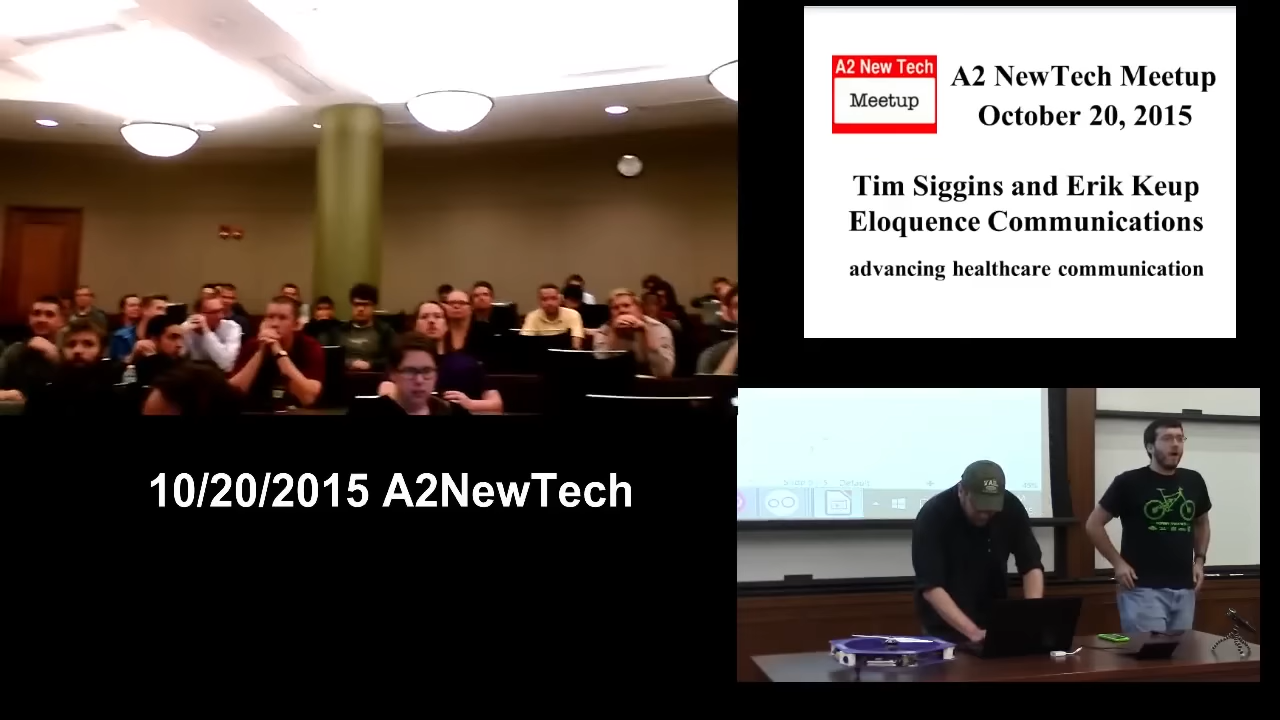 A2 New Tech
Meetup
A2 NewTech Meetup
October 20, 2015
Tim Siggins and Erik Keup
Eloquence Communications
advancing healthcare communication
10/20/2015 A2NewTech